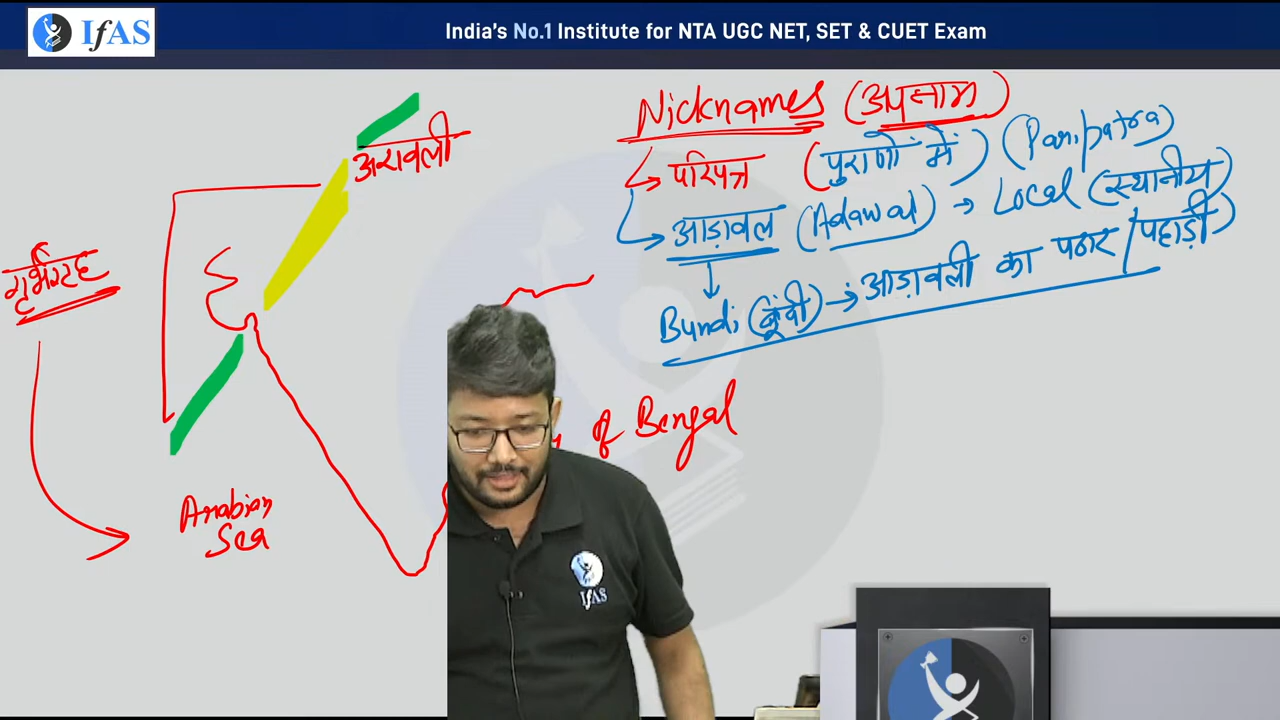 IfAS
India's No.1 Institute for NTA UGC NET, SET & CUET Exam
Nicknames (उपनाम)
परिपत्र (पुराणों में) (Paripatra)
आड़ावल (Adawal) → Local (स्थानीय)
Bundi (बूंदी) → आड़ावली का पठार / पहाड़ी)
अरावली
of Bengal
Arabian
Sea
IfAS